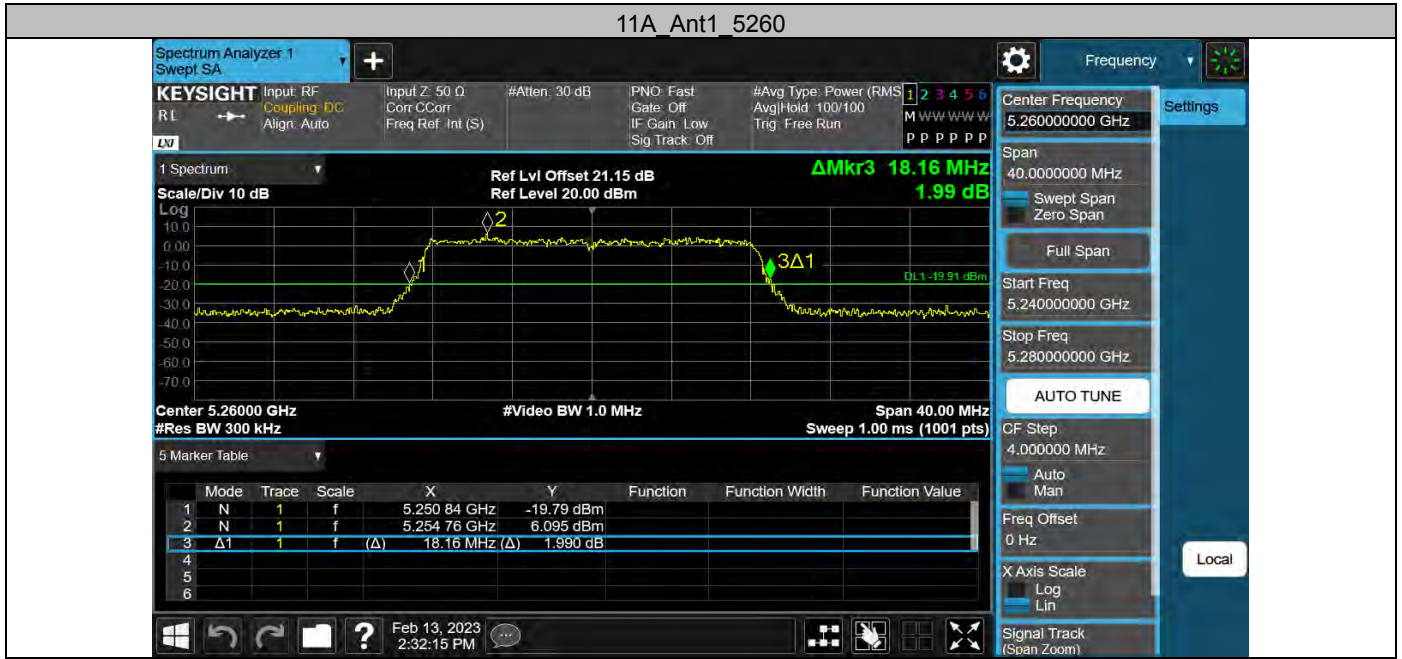 11A_Ant1_5260
Spectrum Analyzer 1
Swept SA
+
Frequency
KEYSIGHT
RL
LXI
Input: RF
Coupling: DC
Align: Auto
Input Z: 50 Ω
Corr CCorr
Freq Ref: Int (S)
#Atten: 30 dB
PNO: Fast
Gate: Off
IF Gain: Low
Sig Track: Off
#Avg Type: Power (RMS
Avg|Hold: 100/100
Trig: Free Run
1 2 3 4 5 6
M W W W W W
P P P P P P
Center Frequency
5.260000000 GHz
Settings
1 Spectrum
Scale/Div 10 dB
Ref Lvl Offset 21.15 dB
Ref Level 20.00 dBm
ΔMkr3 18.16 MHz
1.99 dB
Span
40.0000000 MHz
Swept Span
Zero Span
Full Span
Start Freq
5.240000000 GHz
Stop Freq
5.280000000 GHz
AUTO TUNE
CF Step
4.000000 MHz
Auto
Man
Freq Offset
0 Hz
X Axis Scale
Log
Lin
Signal Track
(Span Zoom)
Local
Log
10.0
0.00
-10.0
-20.0
-30.0
-40.0
-50.0
-60.0
-70.0
1
2
3Δ1
DL1 -19.91 dBm
Center 5.26000 GHz
#Res BW 300 kHz
#Video BW 1.0 MHz
Span 40.00 MHz
Sweep 1.00 ms (1001 pts)
5 Marker Table
Mode Trace Scale X Y Function Function Width Function Value
1 N 1 f 5.250 84 GHz -19.79 dBm
2 N 1 f 5.254 76 GHz 6.095 dBm
3 Δ1 1 f (Δ) 18.16 MHz (Δ) 1.990 dB
4
5
6
?
Feb 13, 2023
2:32:15 PM